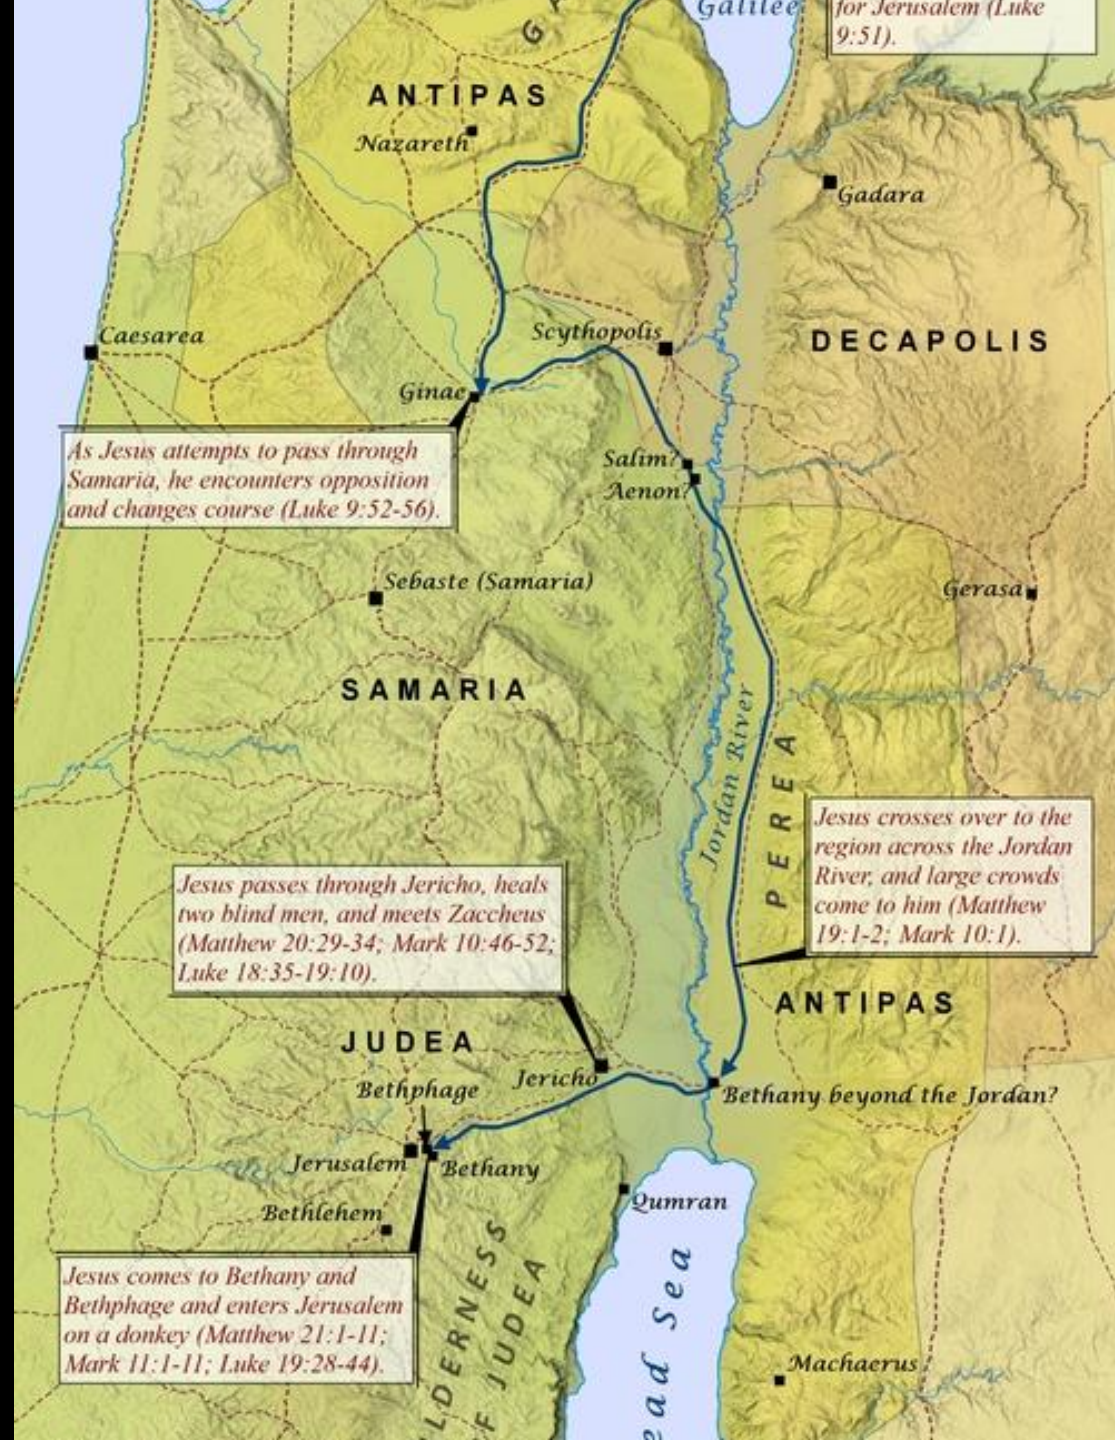 Galilee
for Jerusalem (Luke
9:51).
G
ANTIPAS
Nazareth
Gadara
Caesarea
Scythopolis
DECAPOLIS
Ginae
As Jesus attempts to pass through
Samaria, he encounters opposition
and changes course (Luke 9:52-56).
Salim?
Aenon?
Sebaste (Samaria)
Gerasa
SAMARIA
Jordan River
PEREA
Jesus crosses over to the
region across the Jordan
River, and large crowds
come to him (Matthew
19:1-2; Mark 10:1).
Jesus passes through Jericho, heals
two blind men, and meets Zaccheus
(Matthew 20:29-34; Mark 10:46-52;
Luke 18:35-19:10).
ANTIPAS
JUDEA
Jericho
Bethphage
Bethany beyond the Jordan?
Jerusalem
Bethany
Qumran
Bethlehem
Jesus comes to Bethany and
Bethphage and enters Jerusalem
on a donkey (Matthew 21:1-11;
Mark 11:1-11; Luke 19:28-44).
LDERNESS
F JUDEA
ead Sea
Machaerus